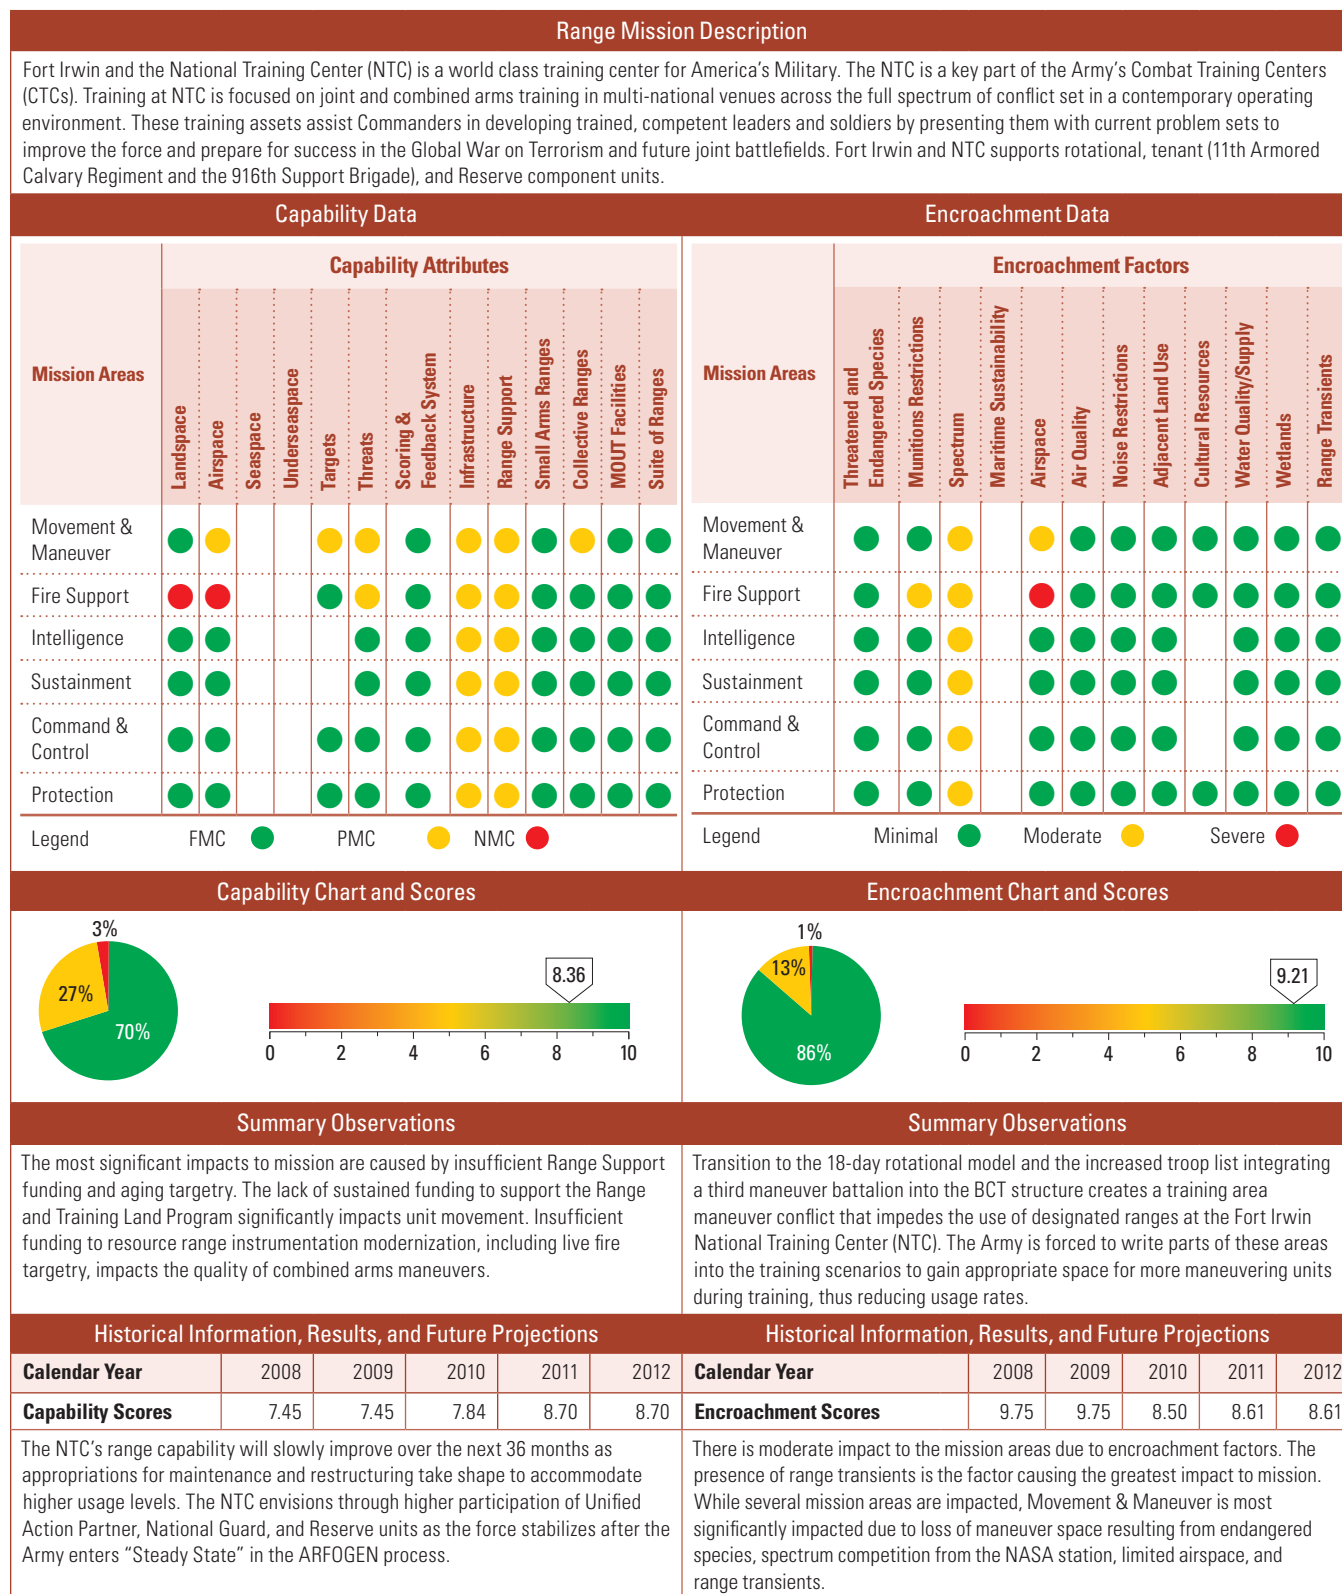 Range Mission Description
Fort Irwin and the National Training Center (NTC) is a world class training center for America's Military. The NTC is a key part of the Army's Combat Training Centers
(CTCs). Training at NTC is focused on joint and combined arms training in multi-national venues across the full spectrum of conflict set in a contemporary operating
environment. These training assets assist Commanders in developing trained, competent leaders and soldiers by presenting them with current problem sets to
improve the force and prepare for success in the Global War on Terrorism and future joint battlefields. Fort Irwin and NTC supports rotational, tenant (11th Armored
Calvary Regiment and the 916th Support Brigade), and Reserve component units.
Capability Data
Mission Areas
Capability Attributes
Landspace
Airspace
Seaspace
Underseaspace
Targets
Threats
Scoring &
Feedback System
Infrastructure
Range Support
Small Arms Ranges
Collective Ranges
MOUT Facilities
Suite of Ranges
Movement &
Maneuver
Fire Support
Intelligence
Sustainment
Command &
Control
Protection
Legend FMC PMC NMC
Encroachment Data
Mission Areas
Encroachment Factors
Threatened and
Endangered Species
Munitions Restrictions
Spectrum
Maritime Sustainability
Airspace
Air Quality
Noise Restrictions
Adjacent Land Use
Cultural Resources
Water Quality/Supply
Wetlands
Range Transients
Movement &
Maneuver
Fire Support
Intelligence
Sustainment
Command &
Control
Protection
Legend Minimal Moderate Severe
Capability Chart and Scores
3%
27%
70%
8.36
0 2 4 6 8 10
Encroachment Chart and Scores
1%
13%
86%
9.21
0 2 4 6 8 10
Summary Observations
The most significant impacts to mission are caused by insufficient Range Support
funding and aging targetry. The lack of sustained funding to support the Range
and Training Land Program significantly impacts unit movement. Insufficient
funding to resource range instrumentation modernization, including live fire
targetry, impacts the quality of combined arms maneuvers.
Summary Observations
Transition to the 18-day rotational model and the increased troop list integrating
a third maneuver battalion into the BCT structure creates a training area
maneuver conflict that impedes the use of designated ranges at the Fort Irwin
National Training Center (NTC). The Army is forced to write parts of these areas
into the training scenarios to gain appropriate space for more maneuvering units
during training, thus reducing usage rates.
Historical Information, Results, and Future Projections
Calendar Year 2008 2009 2010 2011 2012
Capability Scores 7.45 7.45 7.84 8.70 8.70
The NTC's range capability will slowly improve over the next 36 months as
appropriations for maintenance and restructuring take shape to accommodate
higher usage levels. The NTC envisions through higher participation of Unified
Action Partner, National Guard, and Reserve units as the force stabilizes after the
Army enters "Steady State" in the ARFOGEN process.
Historical Information, Results, and Future Projections
Calendar Year 2008 2009 2010 2011 2012
Encroachment Scores 9.75 9.75 8.50 8.61 8.61
There is moderate impact to the mission areas due to encroachment factors. The
presence of range transients is the factor causing the greatest impact to mission.
While several mission areas are impacted, Movement & Maneuver is most
significantly impacted due to loss of maneuver space resulting from endangered
species, spectrum competition from the NASA station, limited airspace, and
range transients.